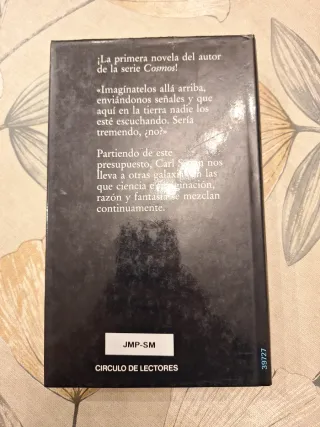 ¡La primera novela del autor
de la serie Cosmos!
«Imagínatelos allá arriba,
enviándonos señales y que
aquí en la tierra nadie los
esté escuchando. Sería
tremendo, ¿no?»
Partiendo de este
presupuesto, Carl Sagan nos
lleva a otras galaxias en las
que ciencia e imaginación,
razón y fantasía se mezclan
continuamente.
JMP-SM
CIRCULO DE LECTORES
39727